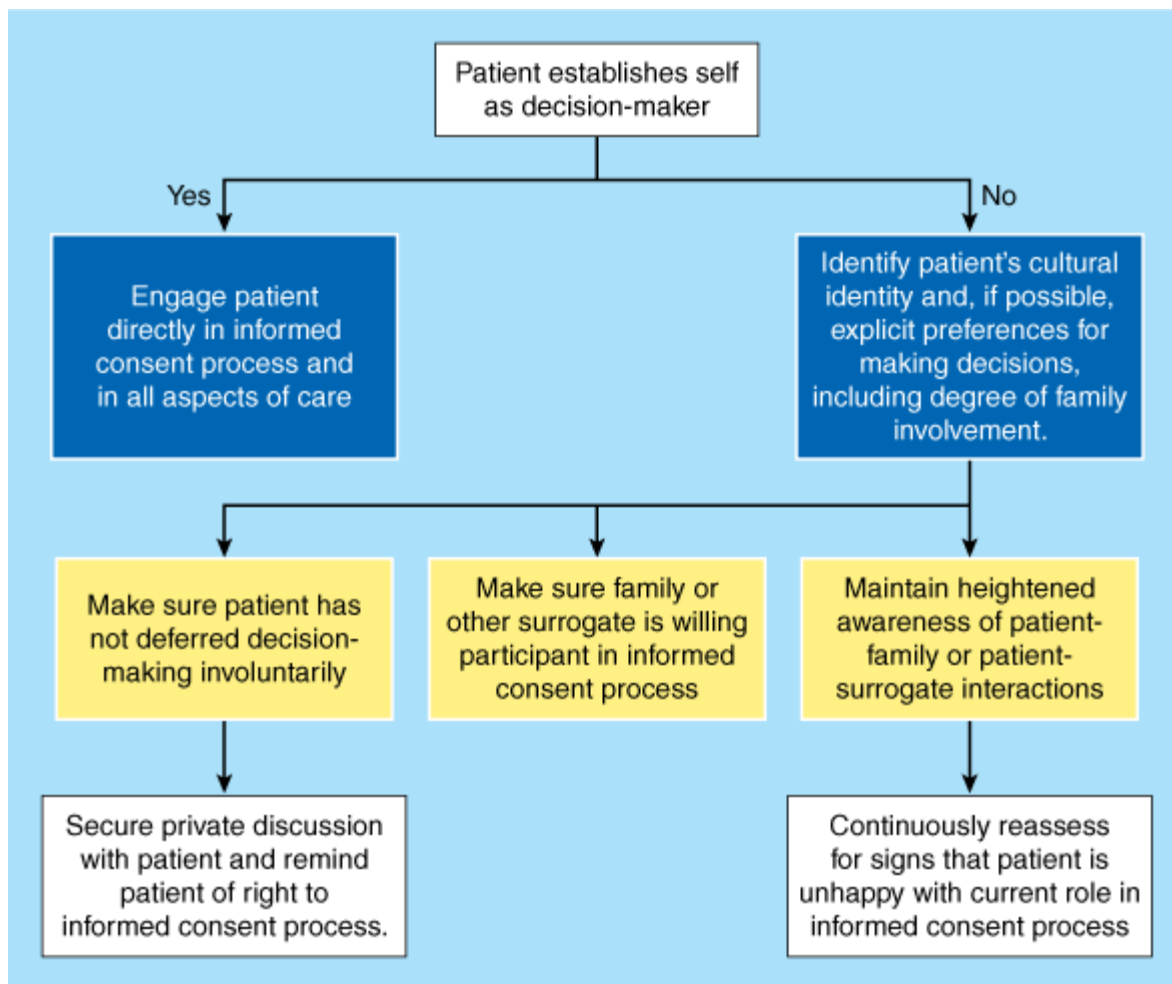 Patient establishes self
as decision-maker
Yes
No
Engage patient
directly in informed
consent process and
in all aspects of care
Identify patient's cultural
identity and, if possible,
explicit preferences for
making decisions,
including degree of family
involvement.
Make sure patient has
not deferred decision-
making involuntarily
Make sure family or
other surrogate is willing
participant in informed
consent process
Maintain heightened
awareness of patient-
family or patient-
surrogate interactions
Secure private discussion
with patient and remind
patient of right to
informed consent process.
Continuously reassess
for signs that patient is
unhappy with current role in
informed consent process